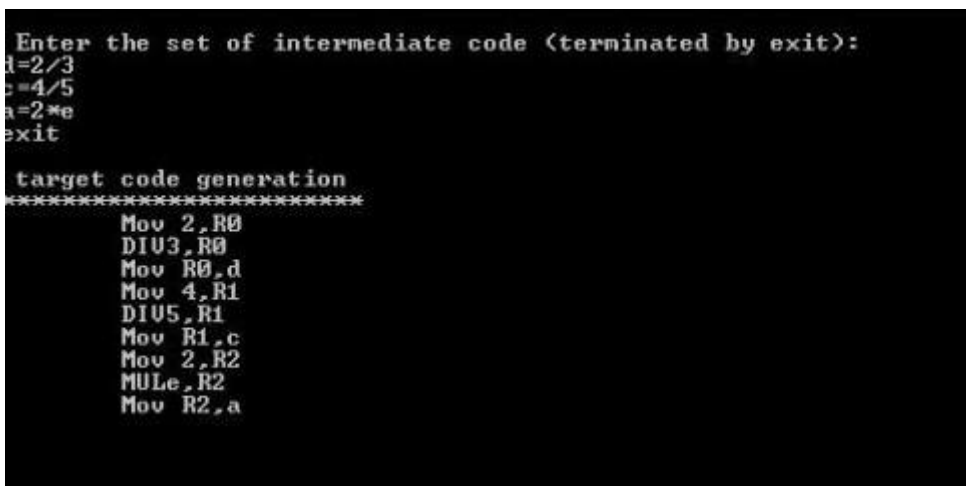 Enter the set of intermediate code (terminated by exit):
d=2/3
c=4/5
a=2*e
exit
target code generation
*************************
Mov 2,R0
DIV3,R0
Mov R0,d
Mov 4,R1
DIV5,R1
Mov R1,c
Mov 2,R2
MULe,R2
Mov R2,a